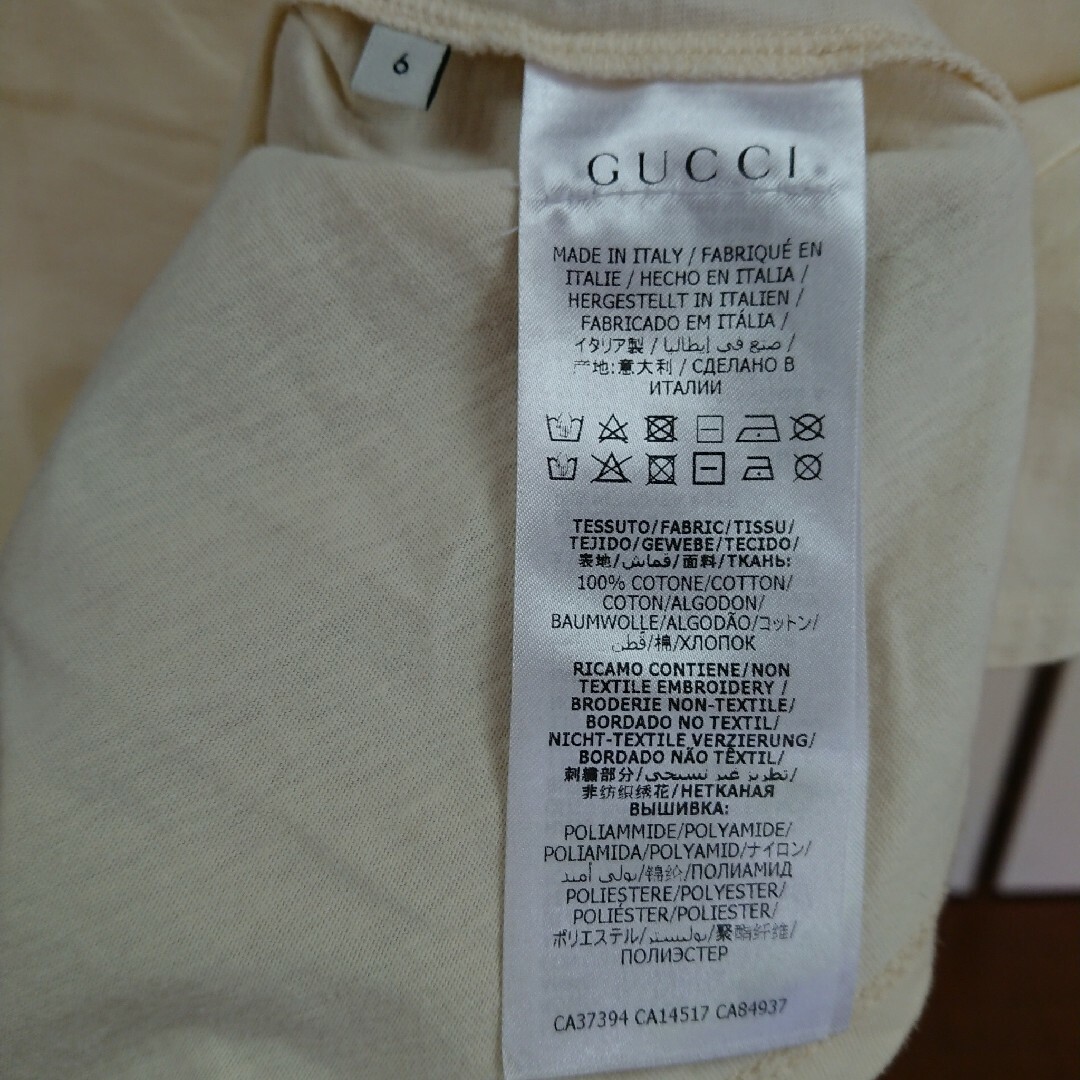 6
GUCCI
MADE IN ITALY / FABRIQUÉ EN
ITALIE / HECHO EN ITALIA /
HERGESTELLT IN ITALIEN /
FABRICADO EM ITÁLIA /
イタリア製 / صنع في إيطاليا /
产地:意大利 / СДЕЛАНО В
ИТАЛИИ
TESSUTO/FABRIC/TISSU/
TEJIDO/GEWEBE/TECIDO/
表地/قماش/面料/ТКАНЬ:
100% COTONE/COTTON/
COTON/ALGODON/
BAUMWOLLE/ALGODÃO/コットン/
قطن/棉/ХЛОПОК
RICAMO CONTIENE/NON
TEXTILE EMBROIDERY /
BRODERIE NON-TEXTILE/
BORDADO NO TEXTIL/
NICHT-TEXTILE VERZIERUNG/
BORDADO NÃO TÊXTIL/
刺繍部分/تطريز غير نسيجي/
非纺织绣花/НЕТКАНАЯ
ВЫШИВКА:
POLIAMMIDE/POLYAMIDE/
POLIAMIDA/POLYAMID/ナイロン/
بولي أميد/锦纶/ПОЛИАМИД
POLIESTERE/POLYESTER/
POLIÉSTER/POLIESTER/
ポリエステル/بوليستر/聚酯纤维/
ПОЛИЭСТЕР
CA37394 CA14517 CA84937